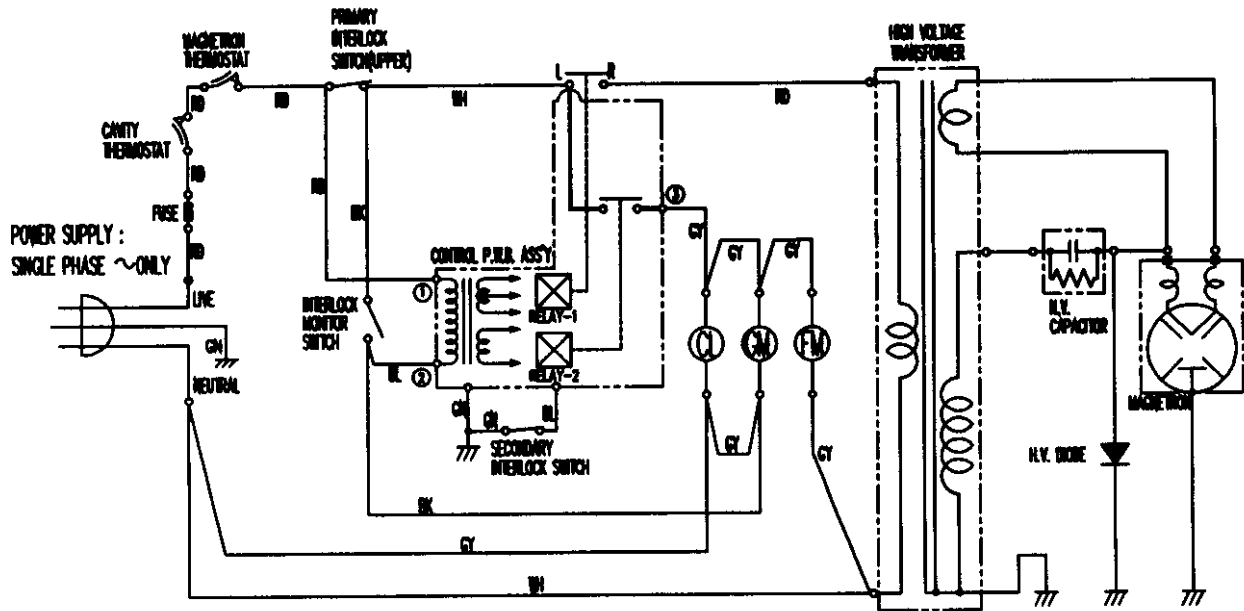 PRIMARY
INTERLOCK
SWITCH(UPPER)
MAGNETRON
THERMOSTAT
HIGH VOLTAGE
TRANSFORMER
L
R
RD
WH
RD
RD
CAVITY
THERMOSTAT
RD
RD
BK
③
FUSE
GY
GY
GY
POWER SUPPLY :
SINGLE PHASE ~ONLY
RD
CONTROL P.W.B. ASS'Y
LIVE
①
RELAY-1
INTERLOCK
MONITOR
SWITCH
H.V.
CAPACITOR
GN
CL
GM
FM
BL
②
RELAY-2
NEUTRAL
GN
GN
BL
MAGNETRON
SECONDARY
INTERLOCK SWITCH
GY
GY
H.V. DIODE
BK
GY
WH